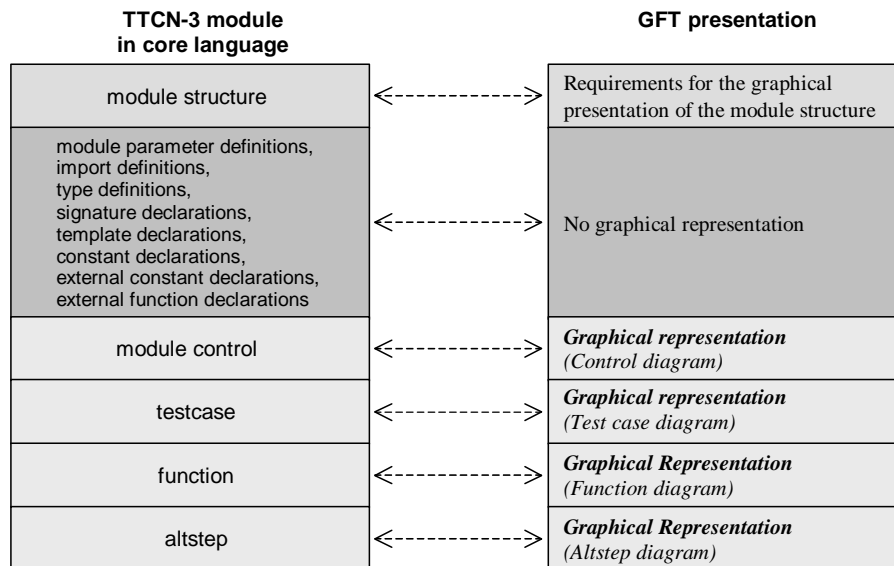 TTCN-3 module
in core language
GFT presentation
module structure
Requirements for the graphical
presentation of the module structure
module parameter definitions,
import definitions,
type definitions,
signature declarations,
template declarations,
constant declarations,
external constant declarations,
external function declarations
No graphical representation
module control
Graphical representation
(Control diagram)
testcase
Graphical representation
(Test case diagram)
function
Graphical Representation
(Function diagram)
altstep
Graphical Representation
(Altstep diagram)